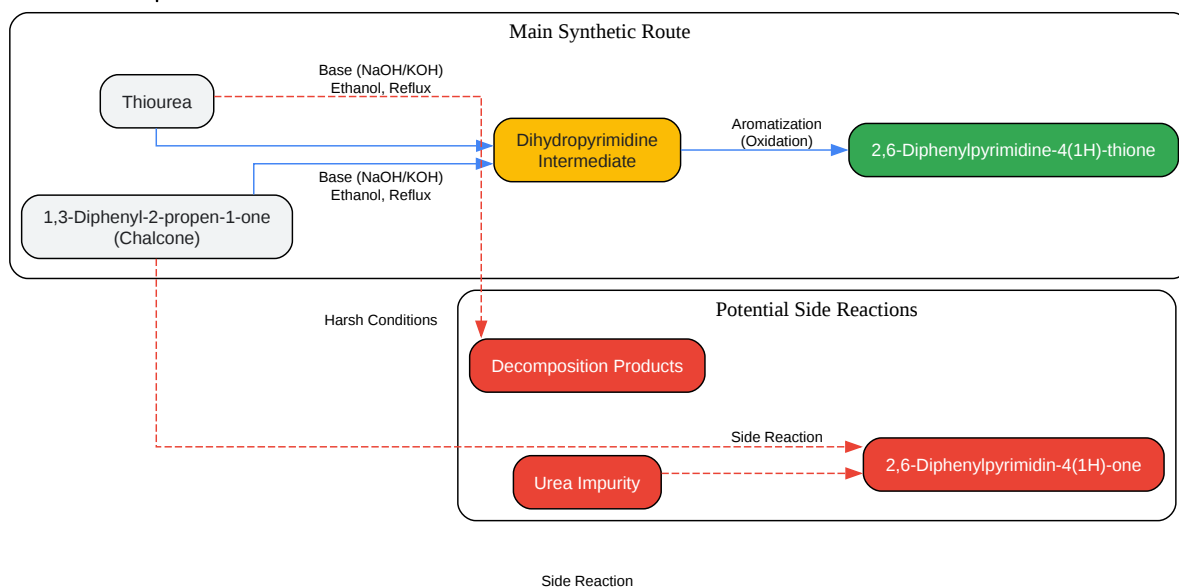 Main Synthetic Route
Base (NaOH/KOH)
Ethanol, Reflux
Thiourea
Dihydropyrimidine
Intermediate
Aromatization
(Oxidation)
2,6-Diphenylpyrimidine-4(1H)-thione
Base (NaOH/KOH)
Ethanol, Reflux
1,3-Diphenyl-2-propen-1-one
(Chalcone)
Potential Side Reactions
Harsh Conditions
Decomposition Products
Side Reaction
2,6-Diphenylpyrimidin-4(1H)-one
Urea Impurity
Side Reaction